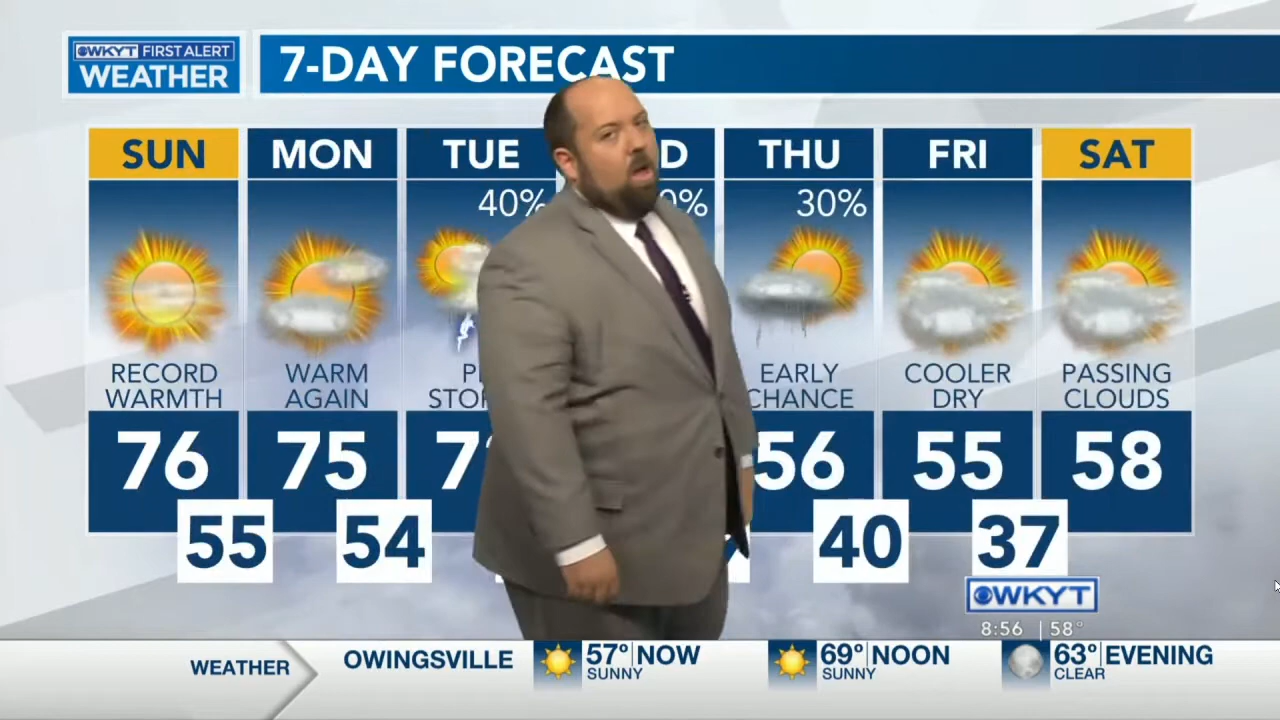 WKYT FIRST ALERT
WEATHER
7-DAY FORECAST
SUN MON TUE THU FRI SAT
40% 30%
RECORD
WARMTH
WARM
AGAIN
EARLY
CHANCE
COOLER
DRY
PASSING
CLOUDS
76 75 56 55 58
55 54 40 37
WKYT
8:56 | 58°
WEATHER
OWINGSVILLE
57° NOW
SUNNY
69° NOON
SUNNY
63° EVENING
CLEAR